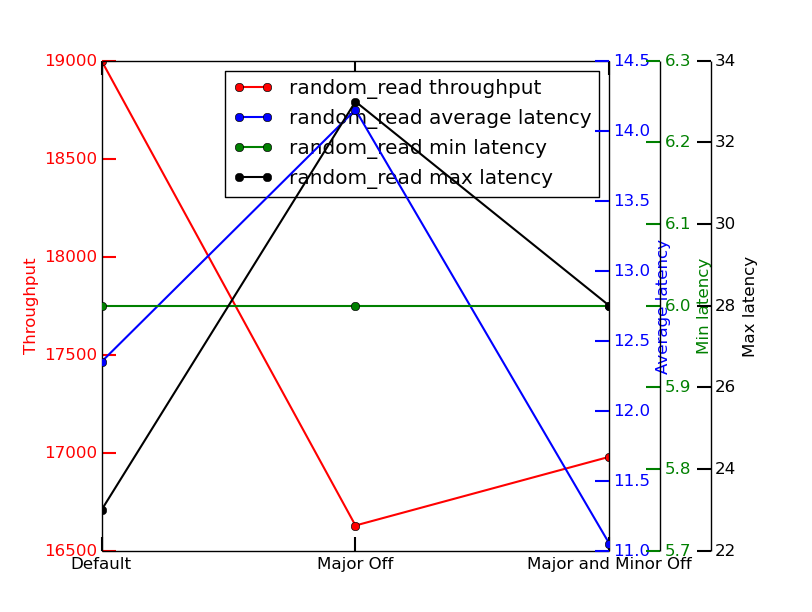 random_read throughput
random_read average latency
random_read min latency
random_read max latency
Throughput
19000
18500
18000
17500
17000
16500
Default
Major Off
Major and Minor Off
14.5
14.0
13.5
13.0
12.5
12.0
11.5
11.0
Average latency
6.3
6.2
6.1
6.0
5.9
5.8
5.7
Min latency
34
32
30
28
26
24
22
Max latency